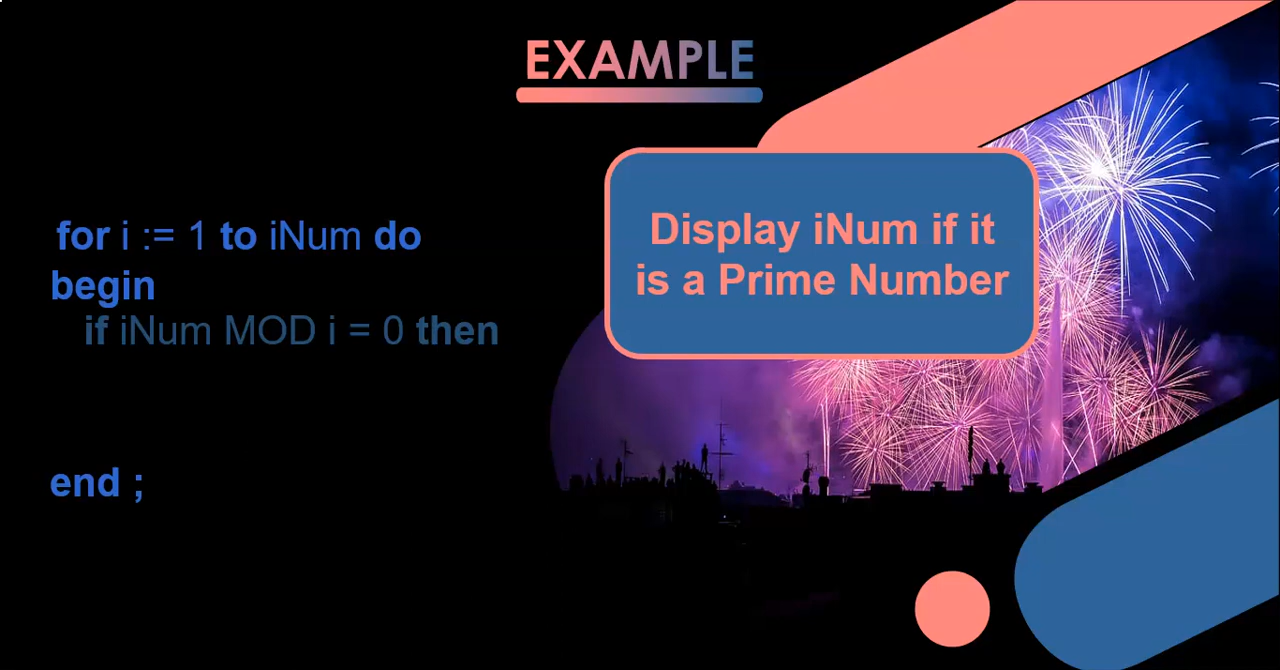 EXAMPLE
for i := 1 to iNum do
begin
if iNum MOD i = 0 then
end ;
Display iNum if it
is a Prime Number